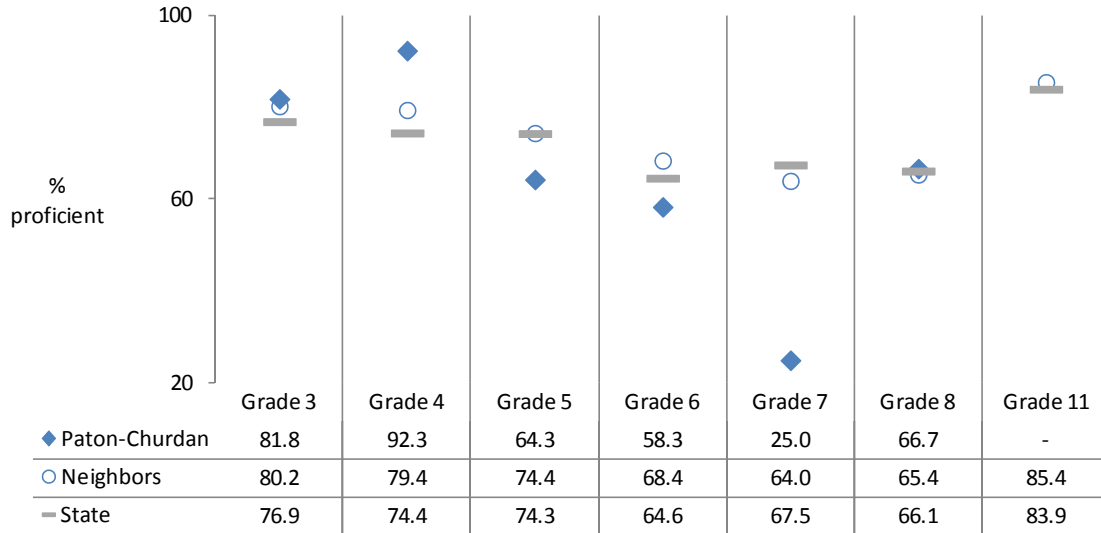 100
%
proficient
60
20
Grade 3 Grade 4 Grade 5 Grade 6 Grade 7 Grade 8 Grade 11
Paton-Churdan 81.8 92.3 64.3 58.3 25.0 66.7 -
Neighbors 80.2 79.4 74.4 68.4 64.0 65.4 85.4
State 76.9 74.4 74.3 64.6 67.5 66.1 83.9